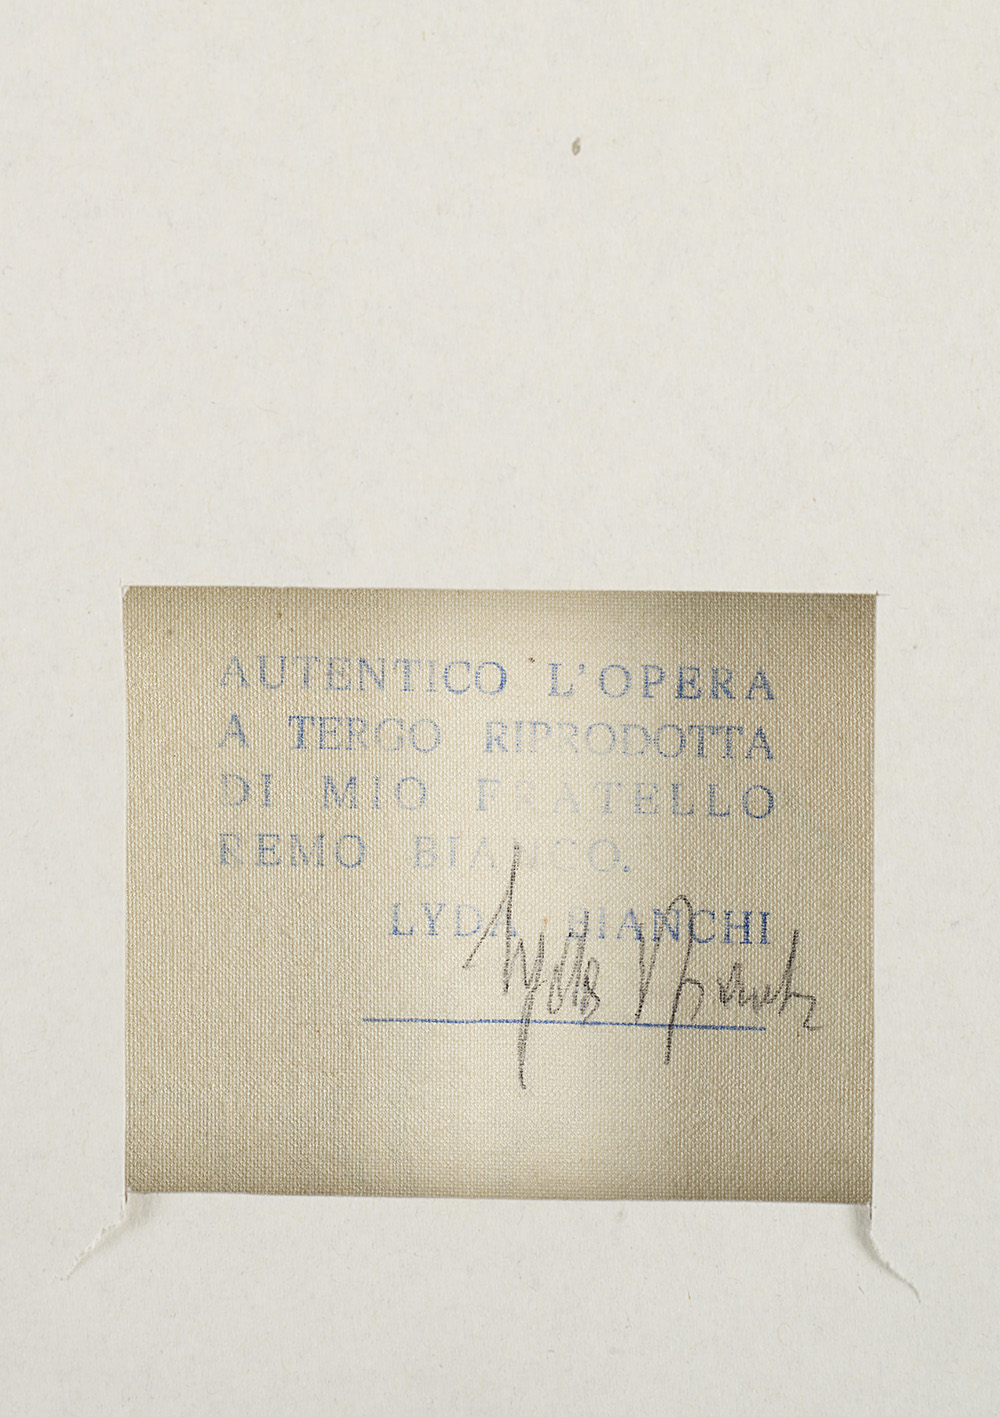 AUTENTICO L'OPERA
A TERGO RIPRODOTTA
DI MIO FRATELLO
REMO BIANCO.
LYDA BIANCHI